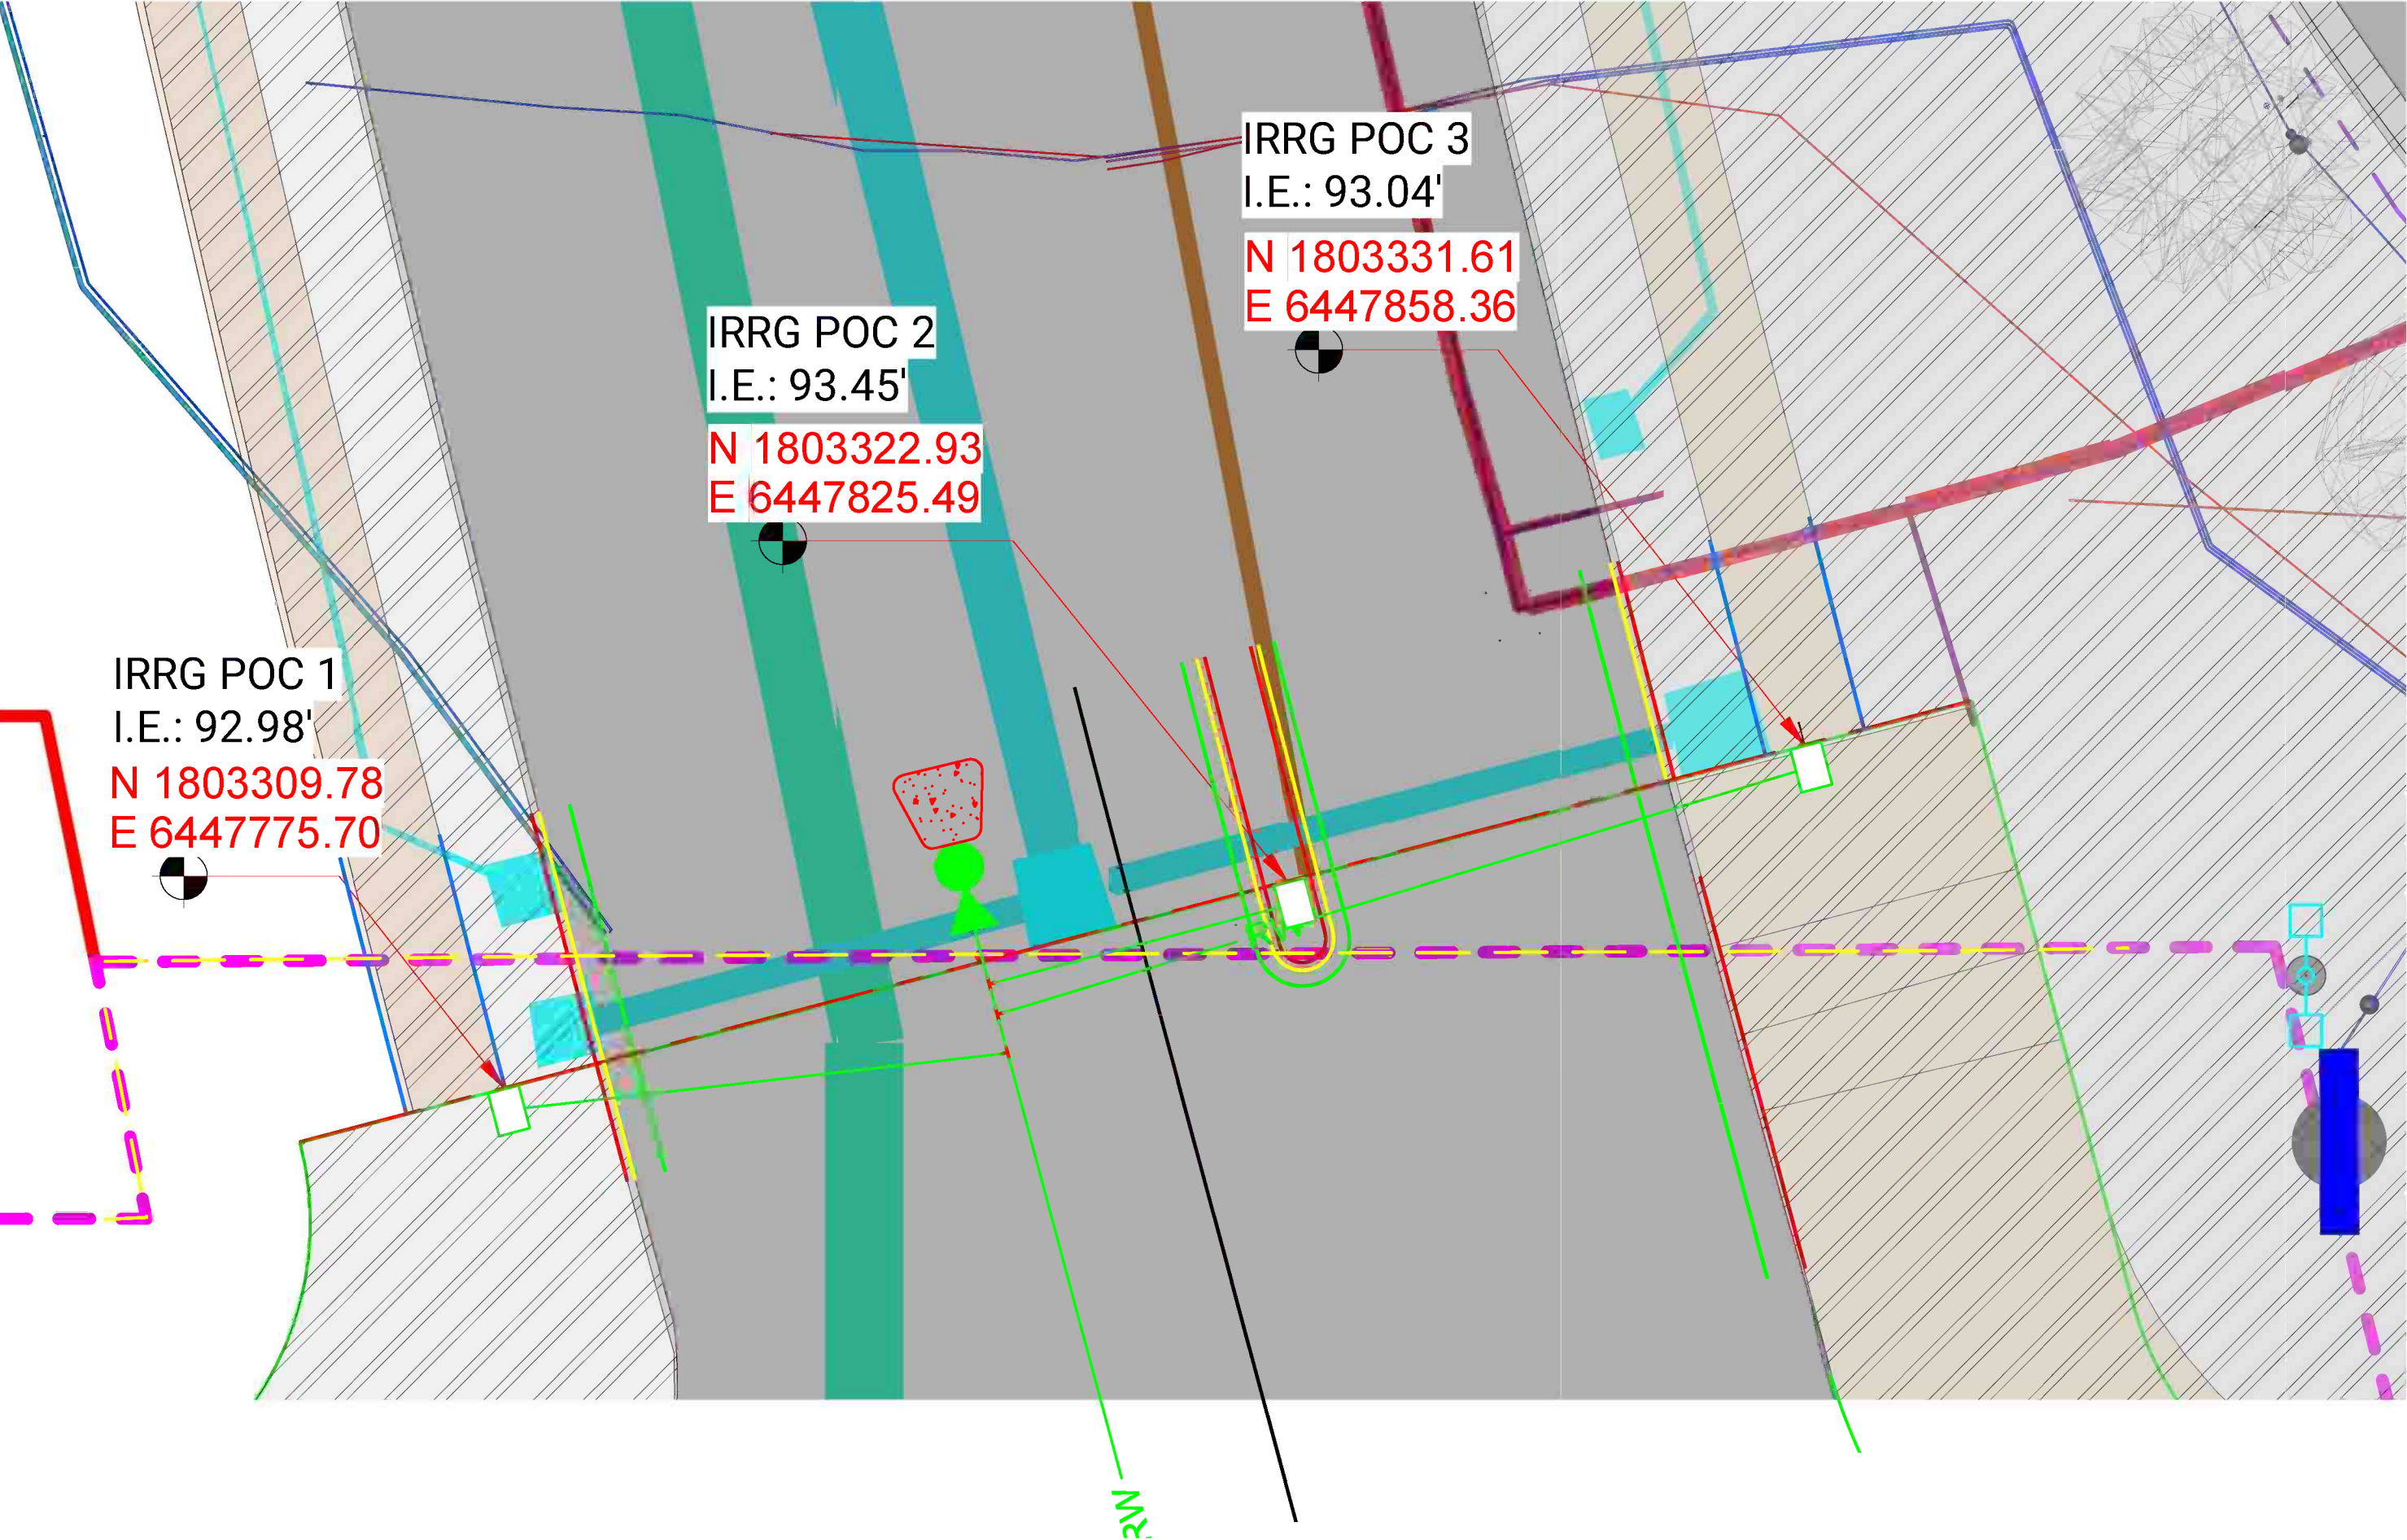 IRRG POC 3
I.E.: 93.04'
N 1803331.61
E 6447858.36
IRRG POC 2
I.E.: 93.45'
N 1803322.93
E 6447825.49
IRRG POC 1
I.E.: 92.98'
N 1803309.78
E 6447775.70
RW